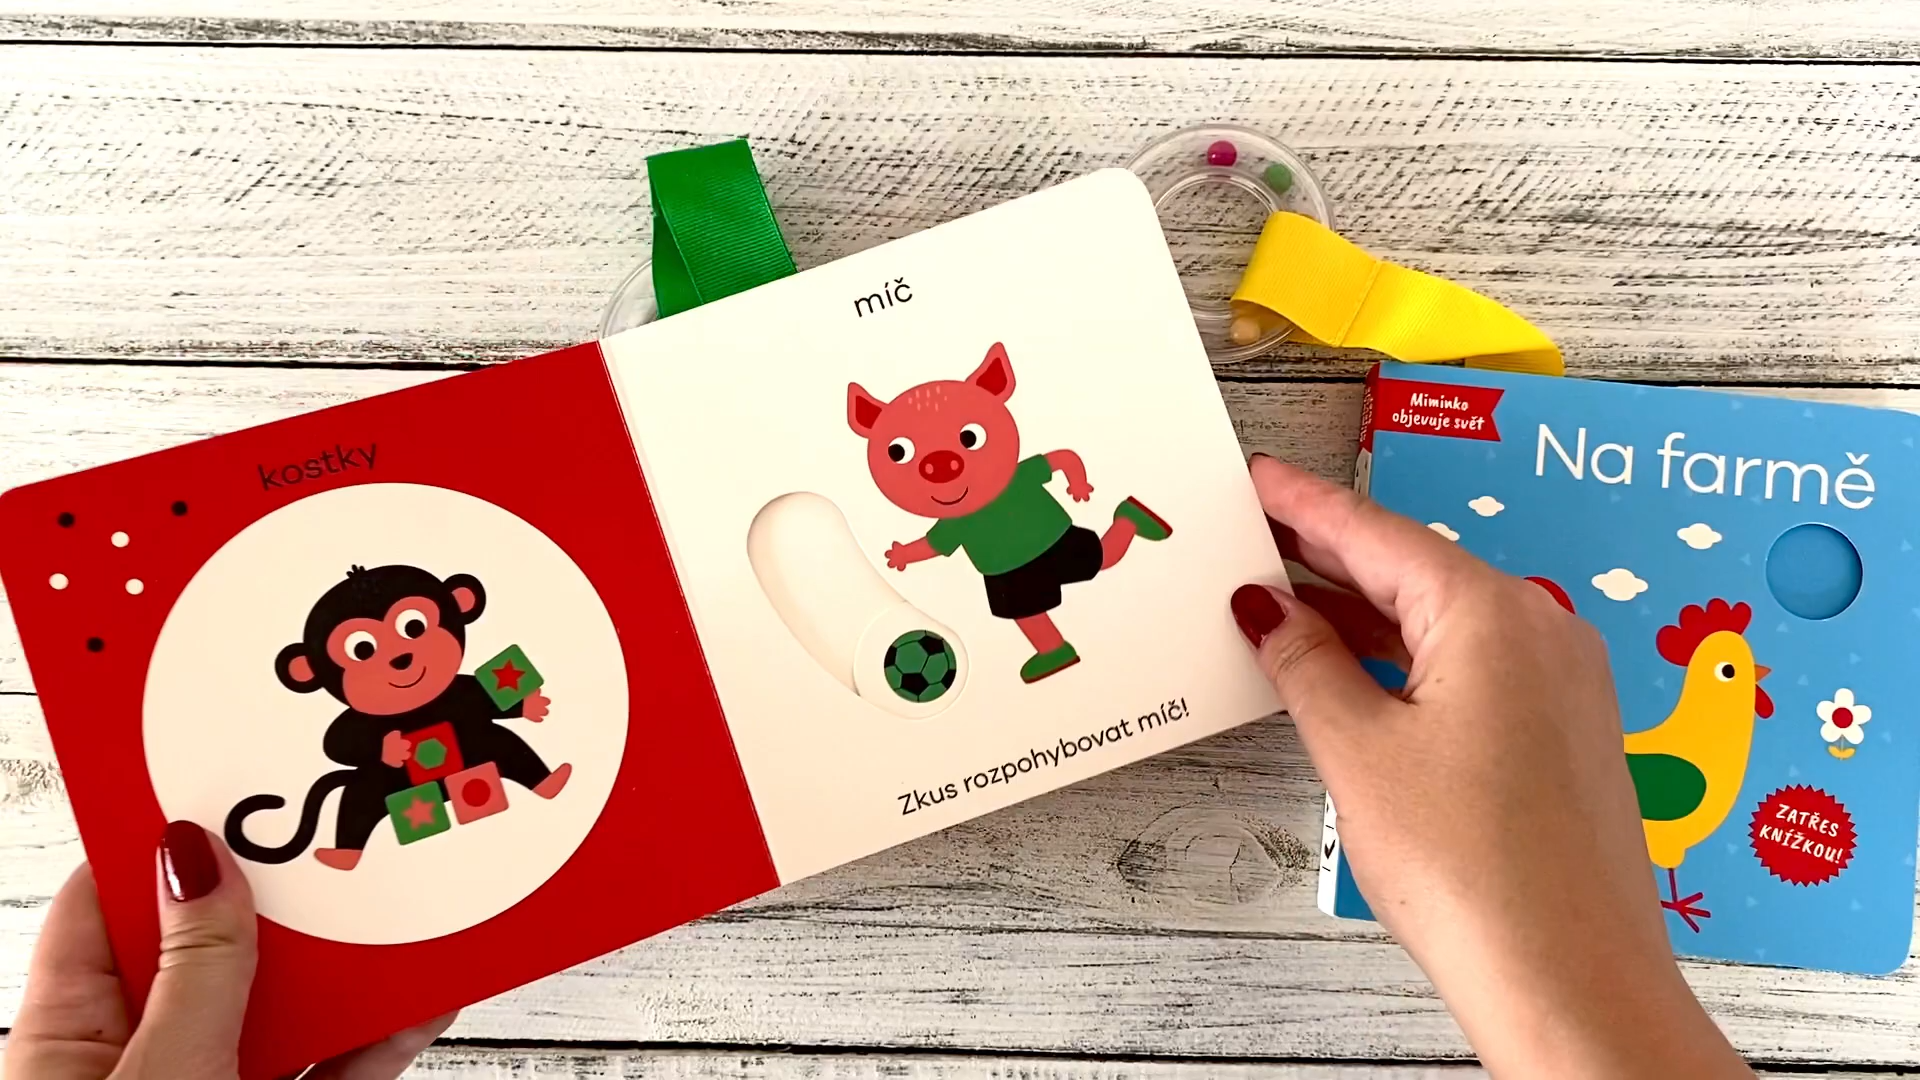 kostky
míč
Zkus rozpohybovat míč!
Miminko
objevuje svět
Na farmě
ZATŘES
KNÍŽKOU!